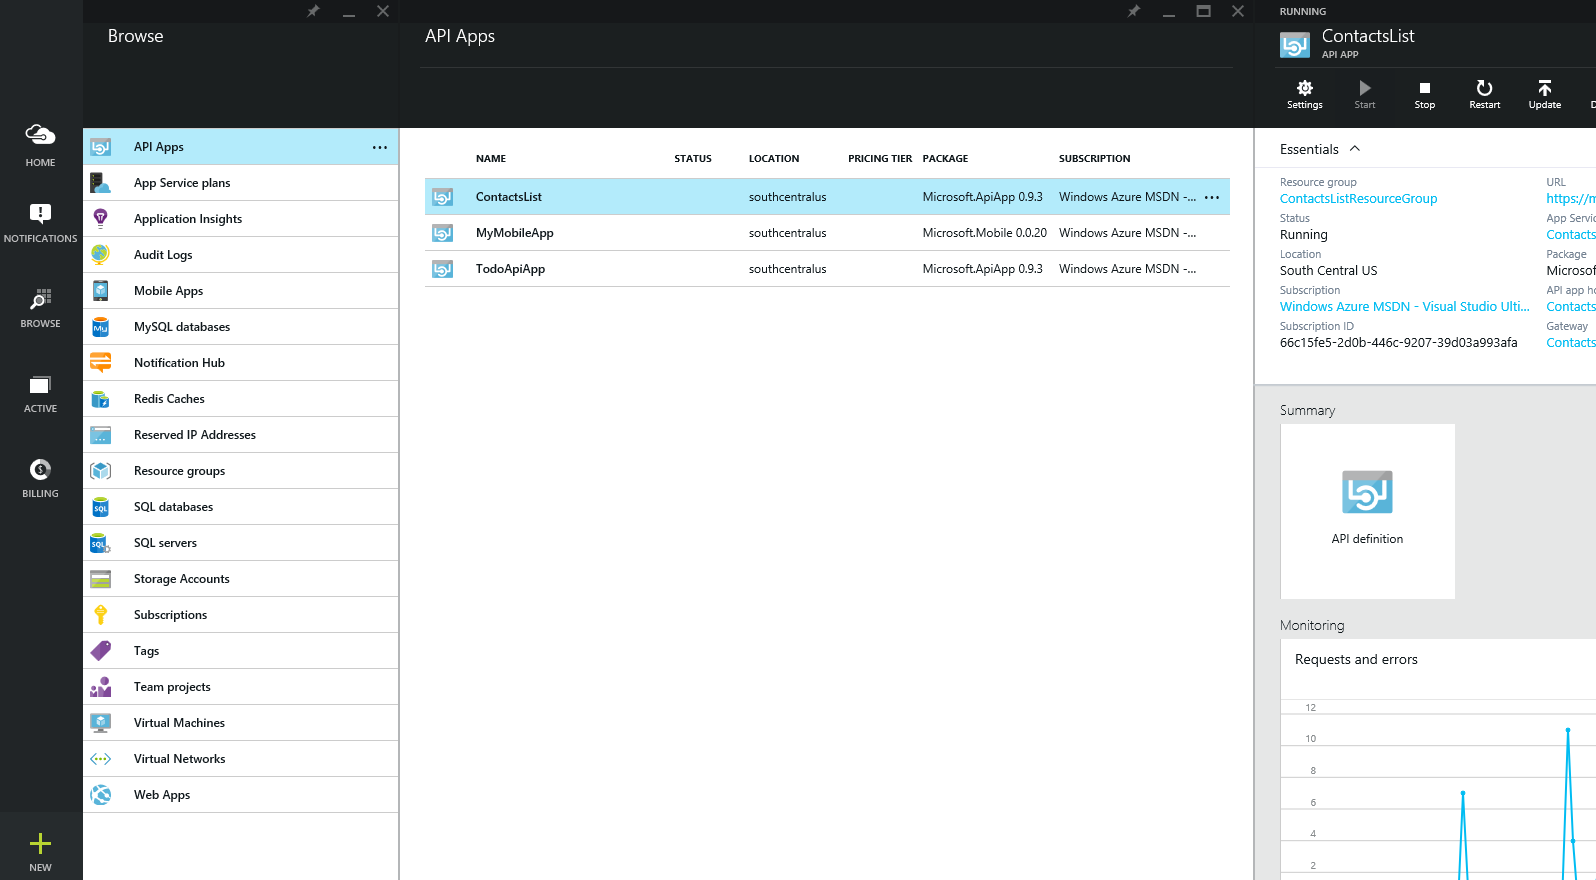 HOME
NOTIFICATIONS
BROWSE
ACTIVE
BILLING
NEW
Browse
API Apps ...
App Service plans
Application Insights
Audit Logs
Mobile Apps
MySQL databases
Notification Hub
Redis Caches
Reserved IP Addresses
Resource groups
SQL databases
SQL servers
Storage Accounts
Subscriptions
Tags
Team projects
Virtual Machines
Virtual Networks
Web Apps
API Apps
NAME STATUS LOCATION PRICING TIER PACKAGE SUBSCRIPTION
ContactsList southcentralus Microsoft.ApiApp 0.9.3 Windows Azure MSDN -... ...
MyMobileApp southcentralus Microsoft.Mobile 0.0.20 Windows Azure MSDN -...
TodoApiApp southcentralus Microsoft.ApiApp 0.9.3 Windows Azure MSDN -...
RUNNING
ContactsList
API APP
Settings Start Stop Restart Update D
Essentials
Resource group URL
ContactsListResourceGroup https://m
Status App Servic
Running Contacts
Location Package
South Central US Microsof
Subscription API app ho
Windows Azure MSDN - Visual Studio Ulti... Contacts
Subscription ID Gateway
66c15fe5-2d0b-446c-9207-39d03a993afa Contacts
Summary
API definition
Monitoring
Requests and errors
12
10
8
6
4
2